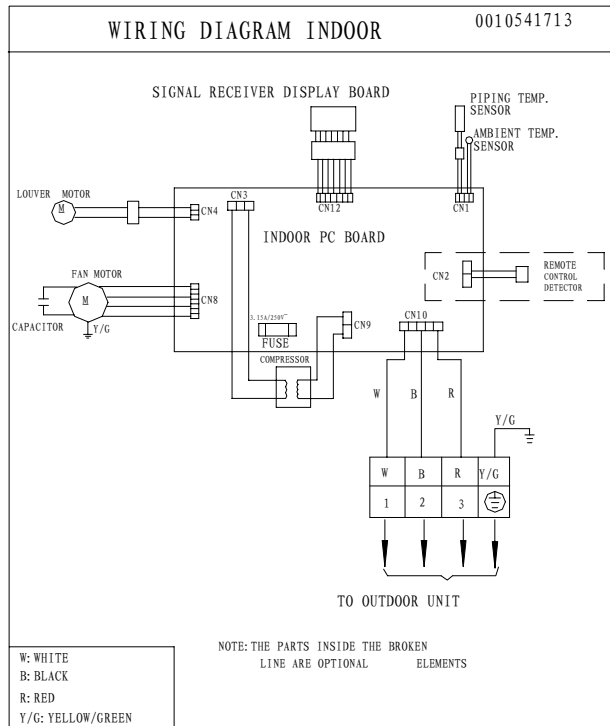 WIRING DIAGRAM INDOOR
0010541713
SIGNAL RECEIVER DISPLAY BOARD
PIPING TEMP.
SENSOR
AMBIENT TEMP.
SENSOR
LOUVER MOTOR
M
CN4
CN3
CN12
CN1
INDOOR PC BOARD
CN2
REMOTE
CONTROL
DETECTOR
FAN MOTOR
M
CN8
CAPACITOR
Y/G
3.15A/250V~
FUSE
CN9
CN10
COMPRESSOR
W
B
R
Y/G
W
B
R
Y/G
1
2
3
TO OUTDOOR UNIT
NOTE: THE PARTS INSIDE THE BROKEN
LINE ARE OPTIONAL ELEMENTS
W: WHITE
B: BLACK
R: RED
Y/G: YELLOW/GREEN